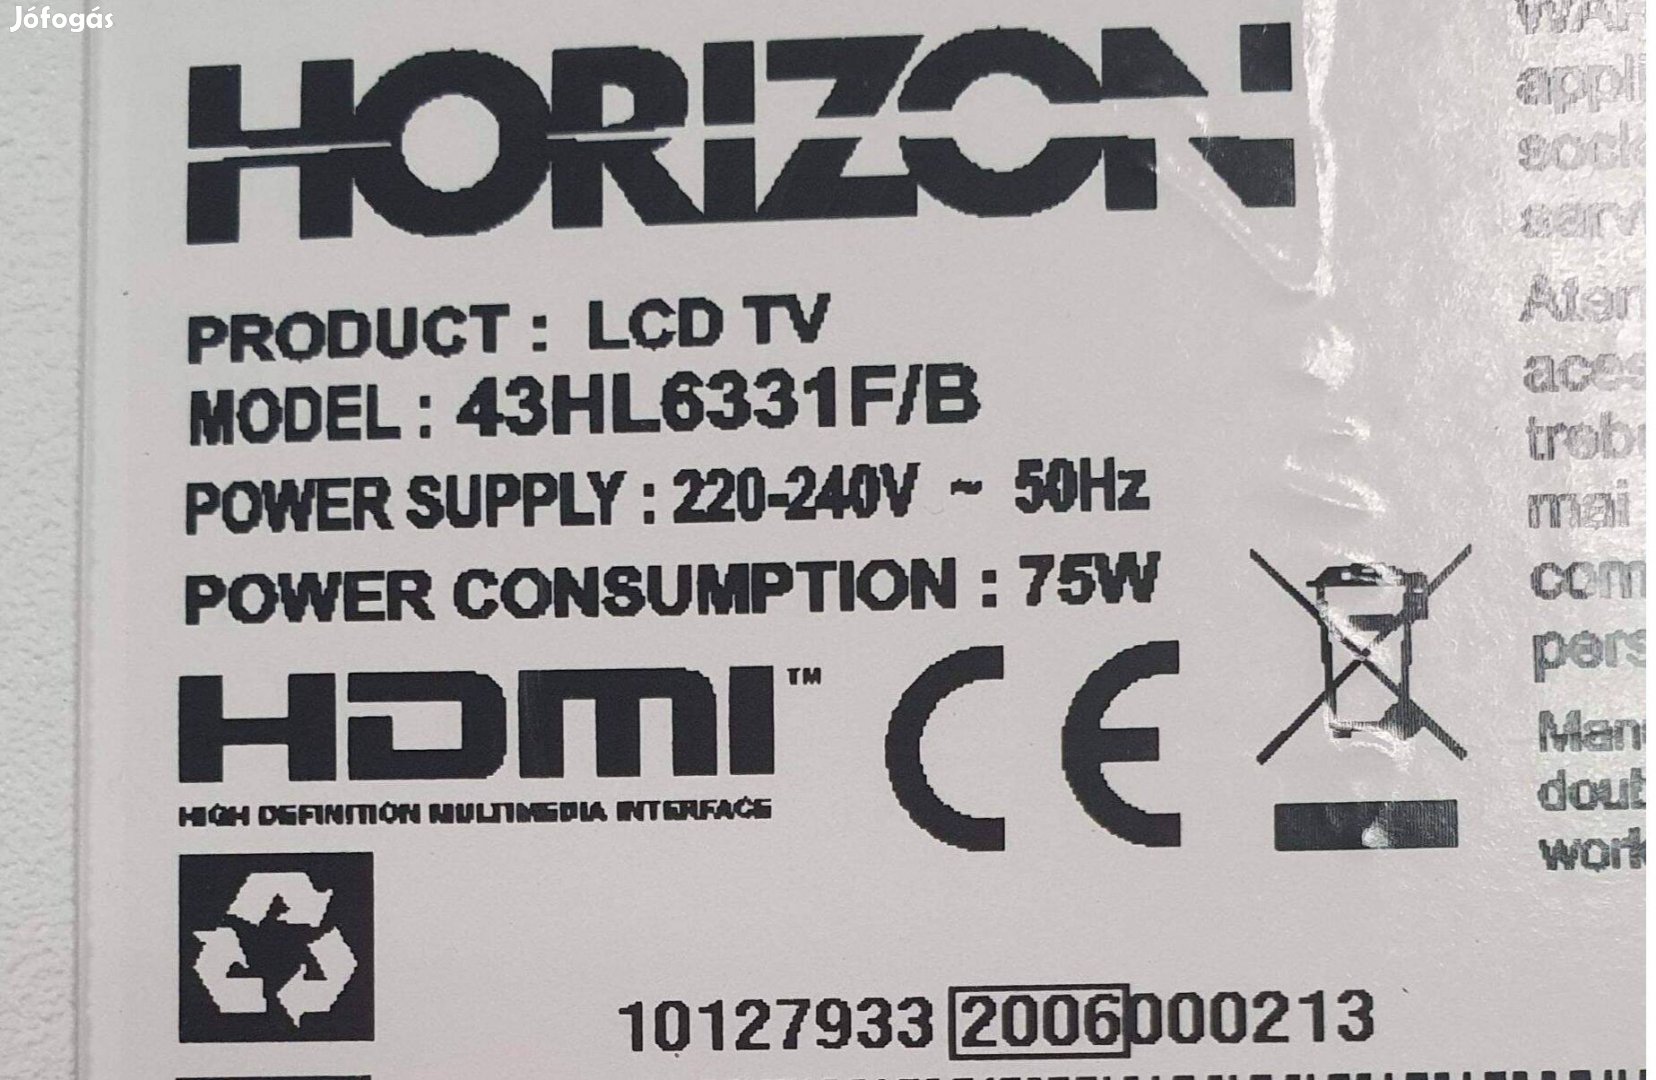 Jófogás
HORIZON
PRODUCT : LCD TV
MODEL : 43HL6331F/B
POWER SUPPLY : 220-240V ~ 50Hz
POWER CONSUMPTION : 75W
HDMI™
HIGH DEFINITION MULTIMEDIA INTERFACE
CE
10127933 2006000213
appli
sock
serv
Aten
aces
trebu
mai
com
pers
Man
doub
work